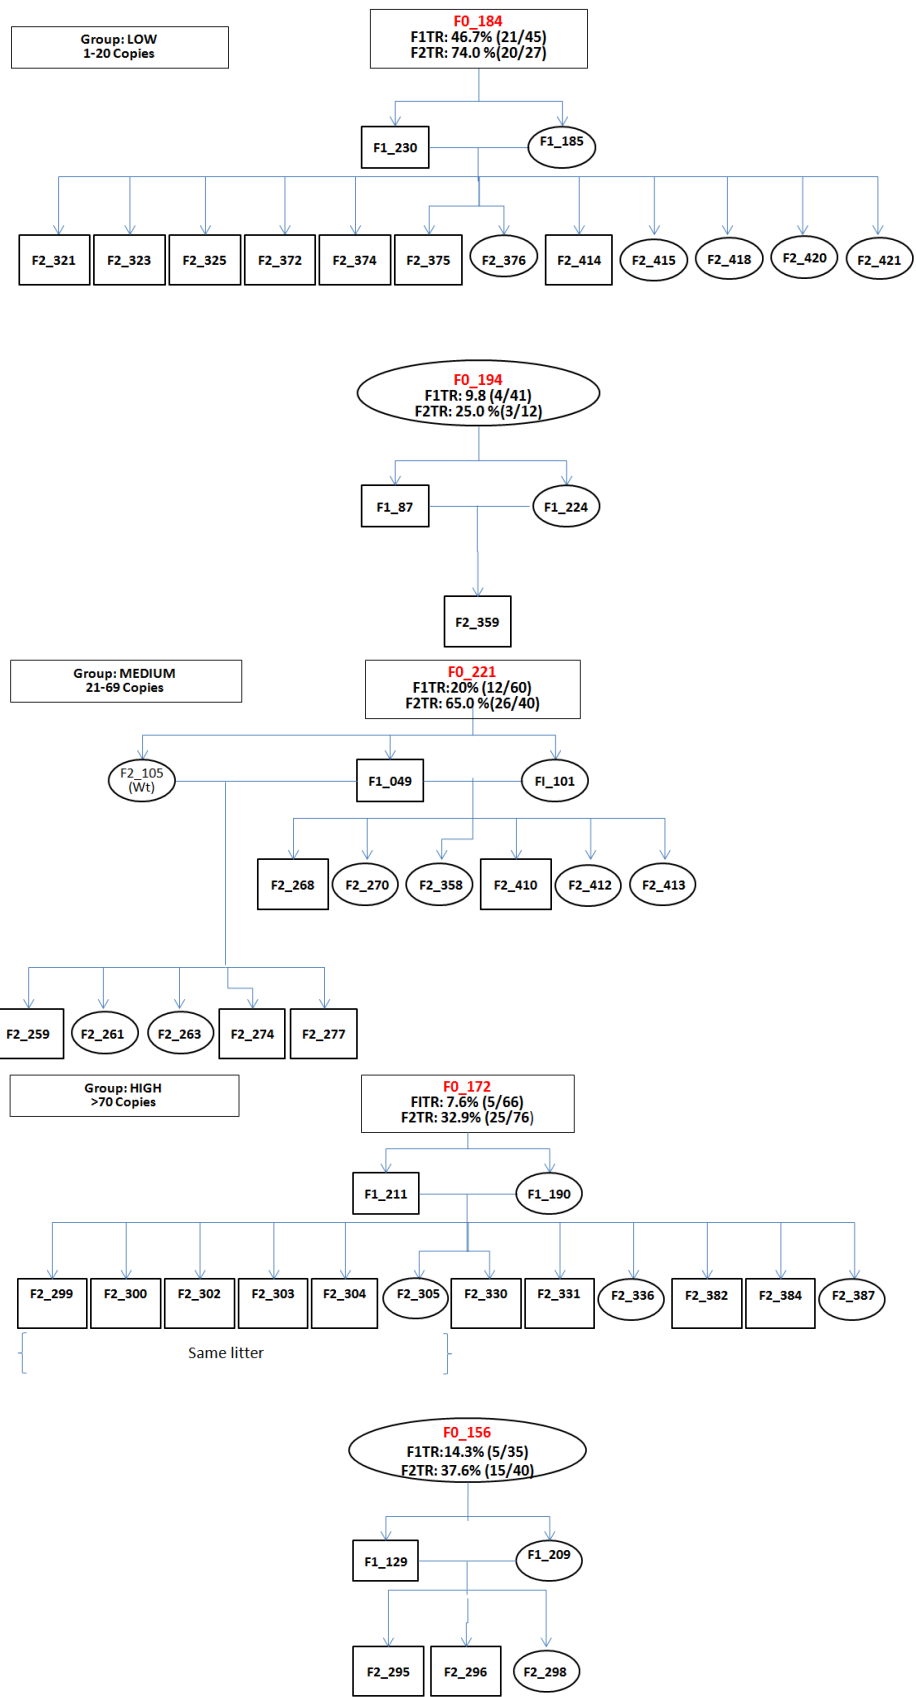 Group: LOW
1-20 Copies
F0_184
F1TR: 46.7% (21/45)
F2TR: 74.0 %(20/27)
F1_230
F1_185
F2_321
F2_323
F2_325
F2_372
F2_374
F2_375
F2_376
F2_414
F2_415
F2_418
F2_420
F2_421
F0_194
F1TR: 9.8 (4/41)
F2TR: 25.0 %(3/12)
F1_87
F1_224
F2_359
Group: MEDIUM
21-69 Copies
F0_221
F1TR:20% (12/60)
F2TR: 65.0 %(26/40)
F2_105
(Wt)
F1_049
FI_101
F2_268
F2_270
F2_358
F2_410
F2_412
F2_413
F2_259
F2_261
F2_263
F2_274
F2_277
Group: HIGH
>70 Copies
F0_172
FITR: 7.6% (5/66)
F2TR: 32.9% (25/76)
F1_211
F1_190
F2_299
F2_300
F2_302
F2_303
F2_304
F2_305
F2_330
F2_331
F2_336
F2_382
F2_384
F2_387
Same litter
F0_156
F1TR:14.3% (5/35)
F2TR: 37.6% (15/40)
F1_129
F1_209
F2_295
F2_296
F2_298